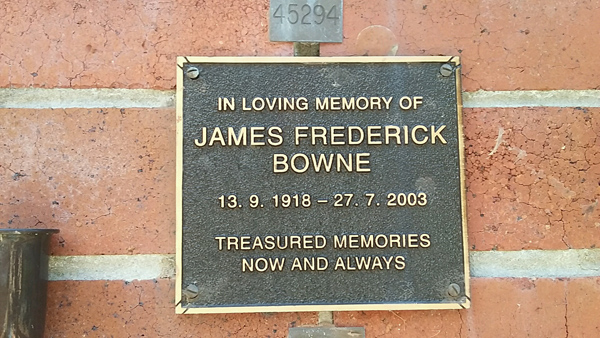 45294
IN LOVING MEMORY OF
JAMES FREDERICK
BOWNE
13. 9. 1918 – 27. 7. 2003
TREASURED MEMORIES
NOW AND ALWAYS